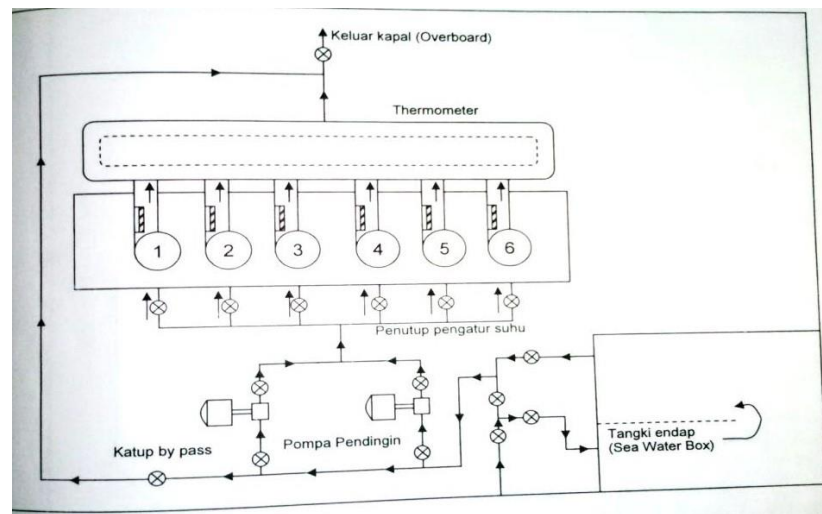 Keluar kapal (Overboard)
Thermometer
1 2 3 4 5 6
Penutup pengatur suhu
Katup by pass
Pompa Pendingin
Tangki endap
(Sea Water Box)